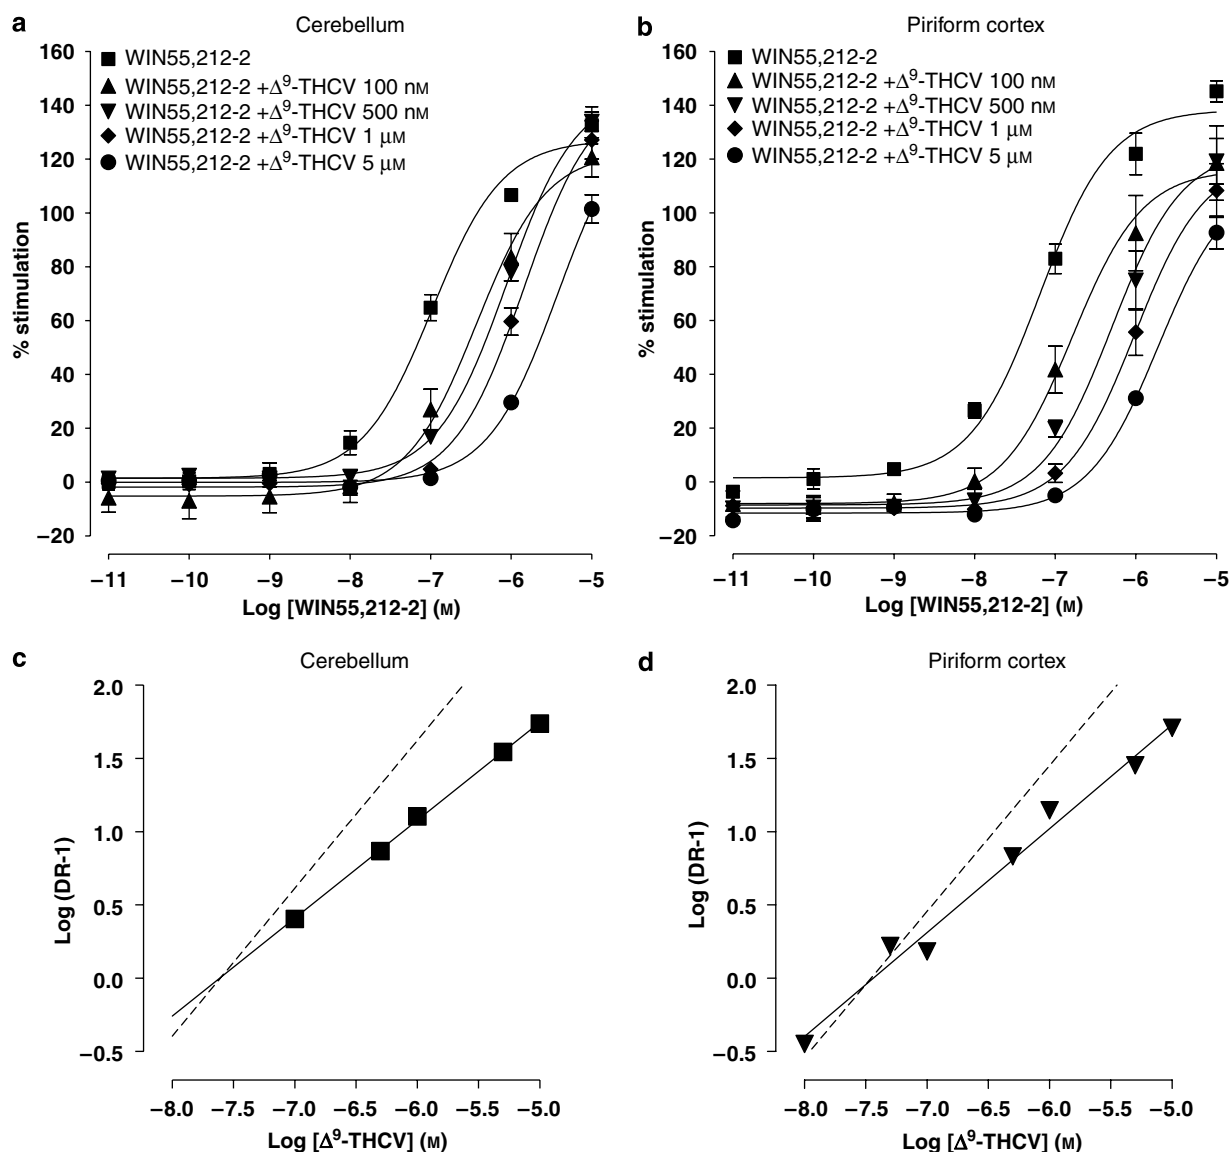 a
Cerebellum
% stimulation
160
140
120
100
80
60
40
20
0
−20
WIN55,212-2
WIN55,212-2 +Δ⁹-THCV 100 nM
WIN55,212-2 +Δ⁹-THCV 500 nM
WIN55,212-2 +Δ⁹-THCV 1 μM
WIN55,212-2 +Δ⁹-THCV 5 μM
−11 −10 −9 −8 −7 −6 −5
Log [WIN55,212-2] (M)
b
Piriform cortex
% stimulation
160
140
120
100
80
60
40
20
0
−20
WIN55,212-2
WIN55,212-2 +Δ⁹-THCV 100 nM
WIN55,212-2 +Δ⁹-THCV 500 nM
WIN55,212-2 +Δ⁹-THCV 1 μM
WIN55,212-2 +Δ⁹-THCV 5 μM
−11 −10 −9 −8 −7 −6 −5
Log [WIN55,212-2] (M)
c
Cerebellum
Log (DR-1)
2.0
1.5
1.0
0.5
0.0
−0.5
−8.0 −7.5 −7.0 −6.5 −6.0 −5.5 −5.0
Log [Δ⁹-THCV] (M)
d
Piriform cortex
Log (DR-1)
2.0
1.5
1.0
0.5
0.0
−0.5
−8.0 −7.5 −7.0 −6.5 −6.0 −5.5 −5.0
Log [Δ⁹-THCV] (M)